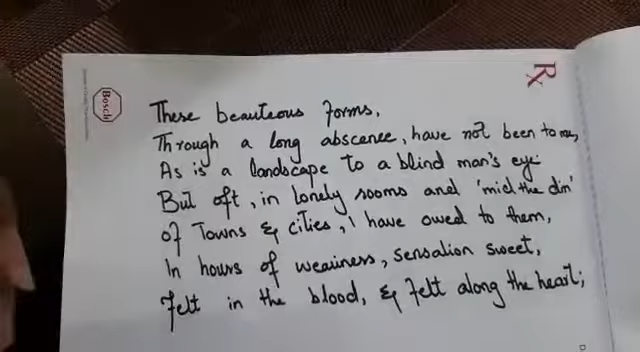 Bosch
Rx
These beauteous forms,
Through a long abscence, have not been to me,
As is a landscape to a blind man's eye:
But oft, in lonely rooms and 'mid the din'
of Towns & cities, I have owed to them,
In hours of weariness, sensation sweet,
Felt in the blood, & Felt along the heart;